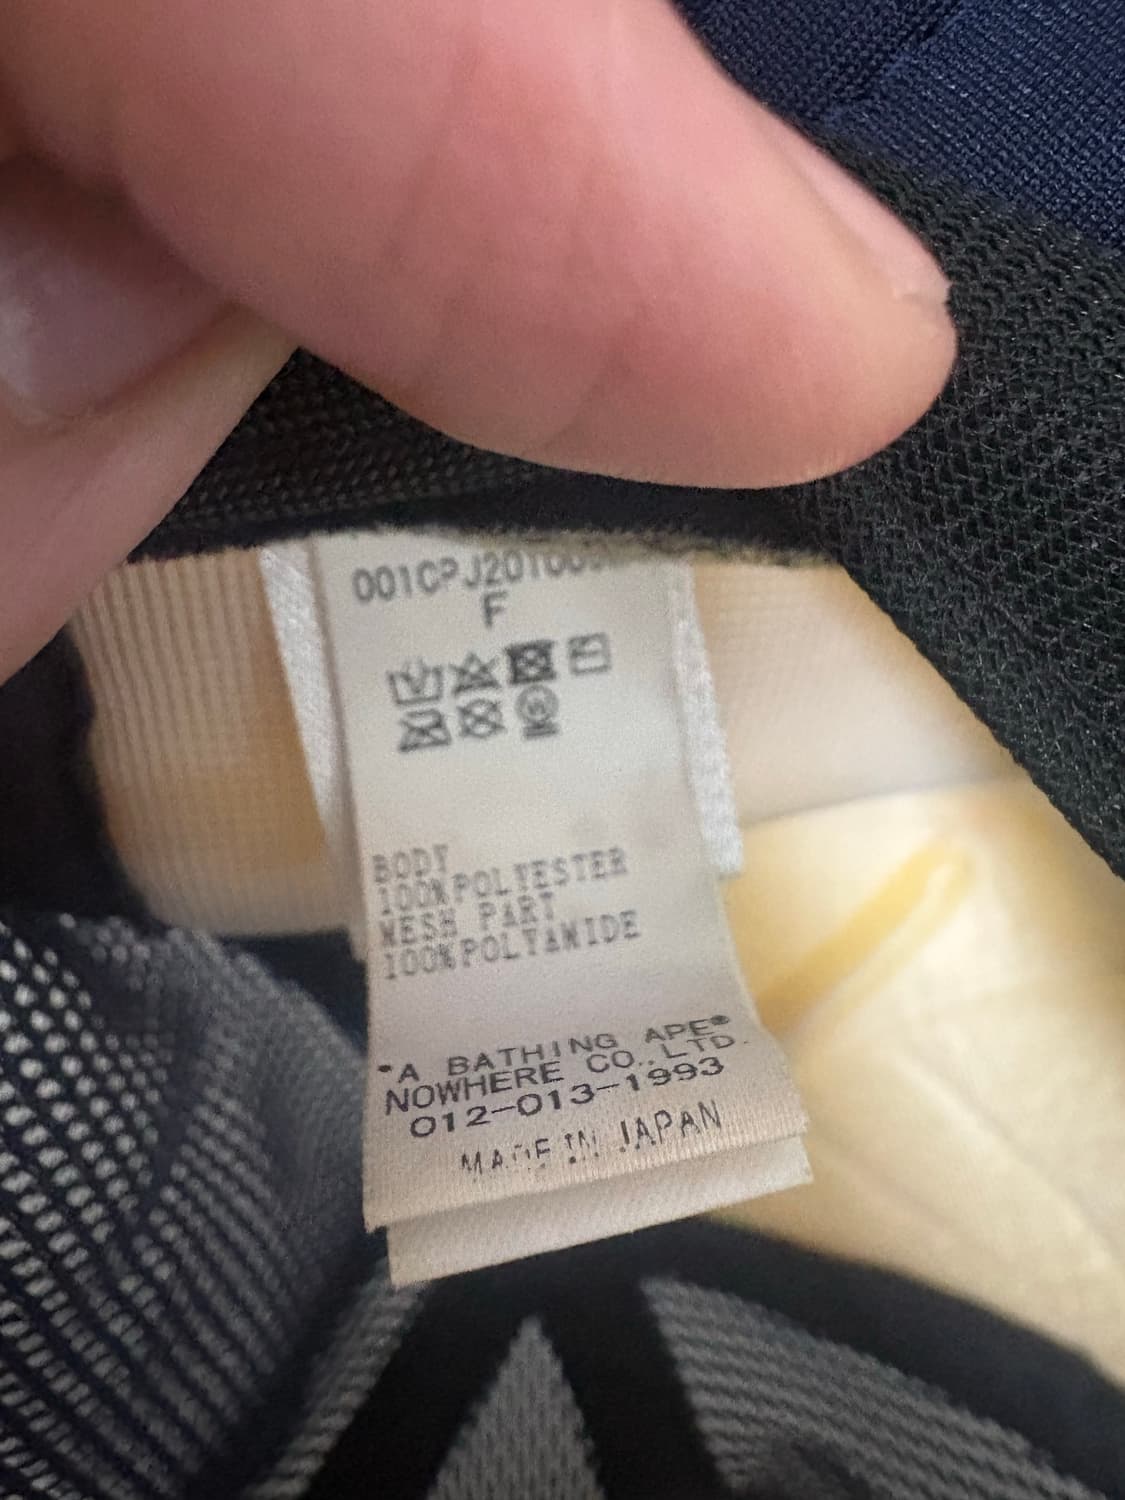 F
BODY
100%POLYESTER
MESH PART
100%POLYAMIDE
"A BATHING APE®
NOWHERE CO.,LTD.
012-013-1993
MADE IN JAPAN